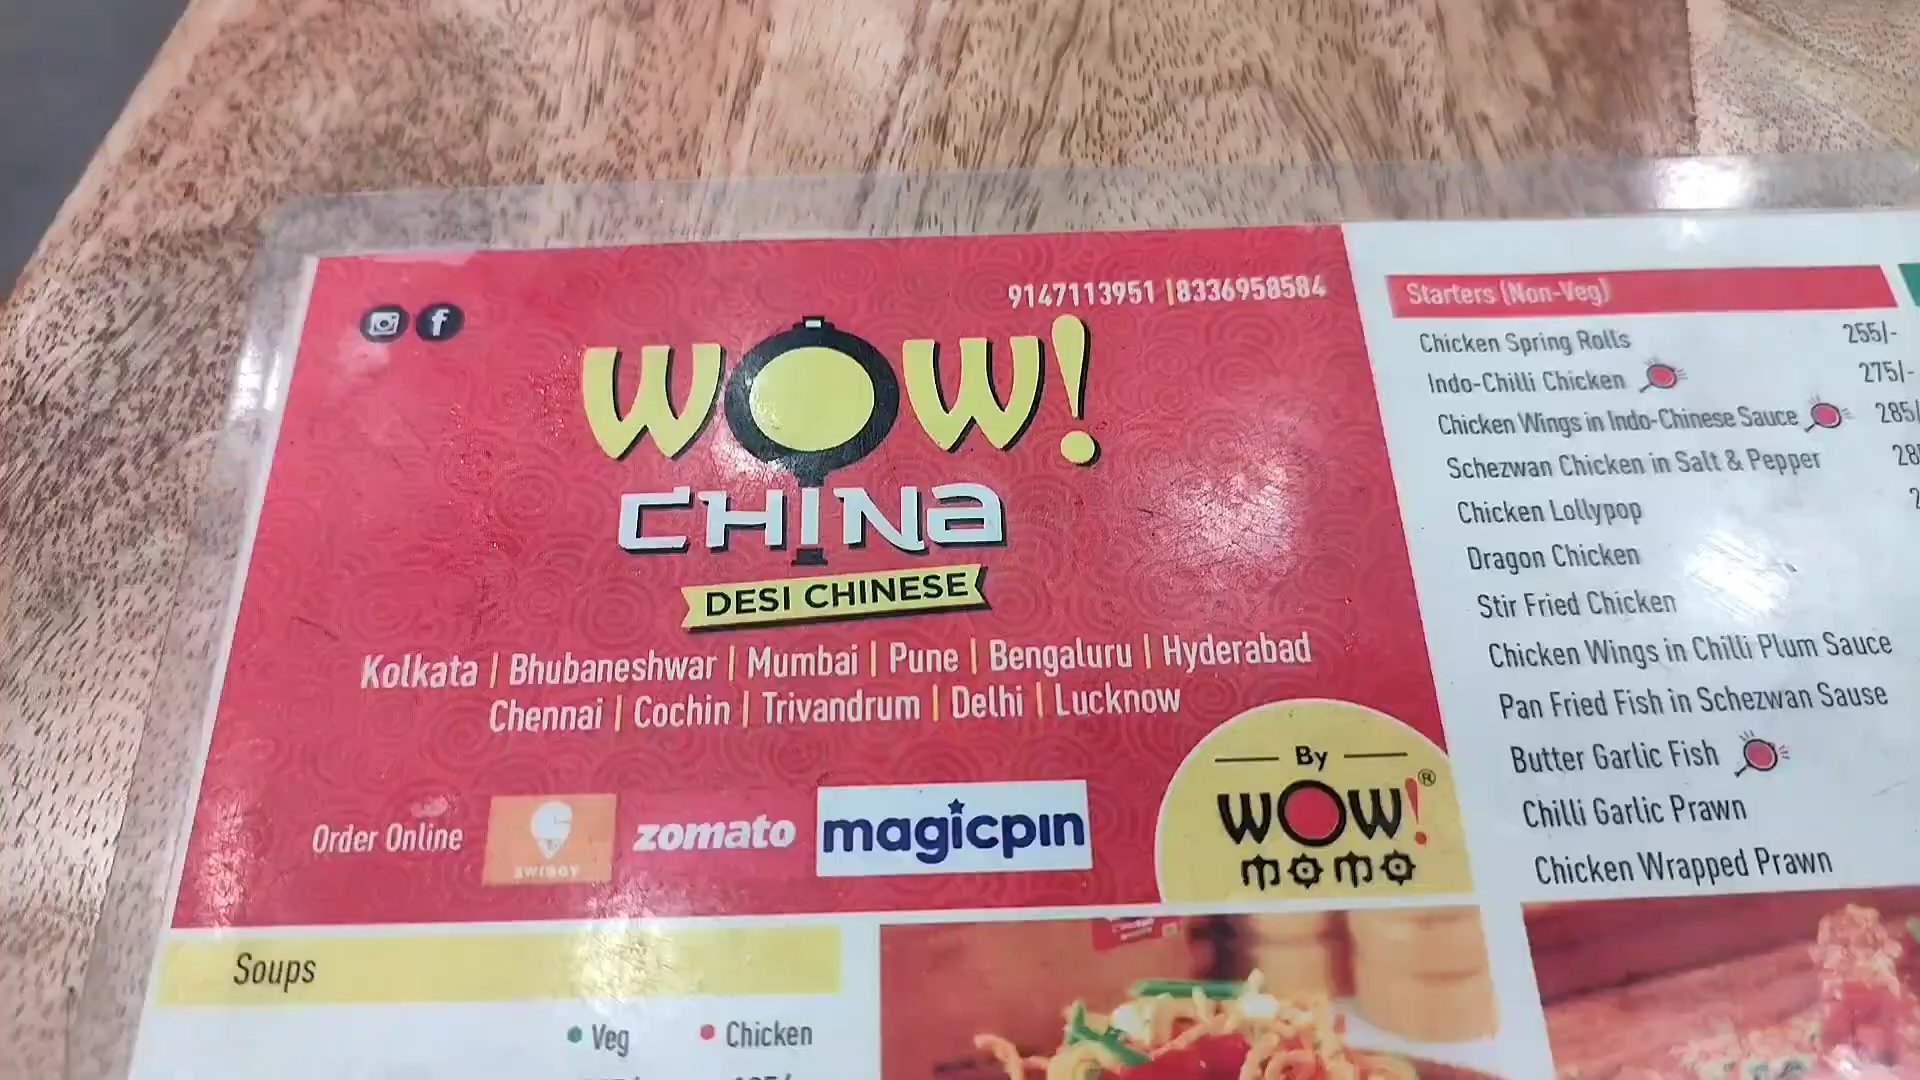 9147113951 | 8336958584
WOW!
CHINA
DESI CHINESE
Kolkata | Bhubaneshwar | Mumbai | Pune | Bengaluru | Hyderabad
Chennai | Cochin | Trivandrum | Delhi | Lucknow
Order Online SWIGGY zomato magicpin
By
WOW!®
MOMO
Soups
Veg Chicken
Starters (Non-Veg)
Chicken Spring Rolls 255/-
Indo-Chilli Chicken 275/-
Chicken Wings in Indo-Chinese Sauce 285/
Schezwan Chicken in Salt & Pepper
Chicken Lollypop
Dragon Chicken
Stir Fried Chicken
Chicken Wings in Chilli Plum Sauce
Pan Fried Fish in Schezwan Sause
Butter Garlic Fish
Chilli Garlic Prawn
Chicken Wrapped Prawn